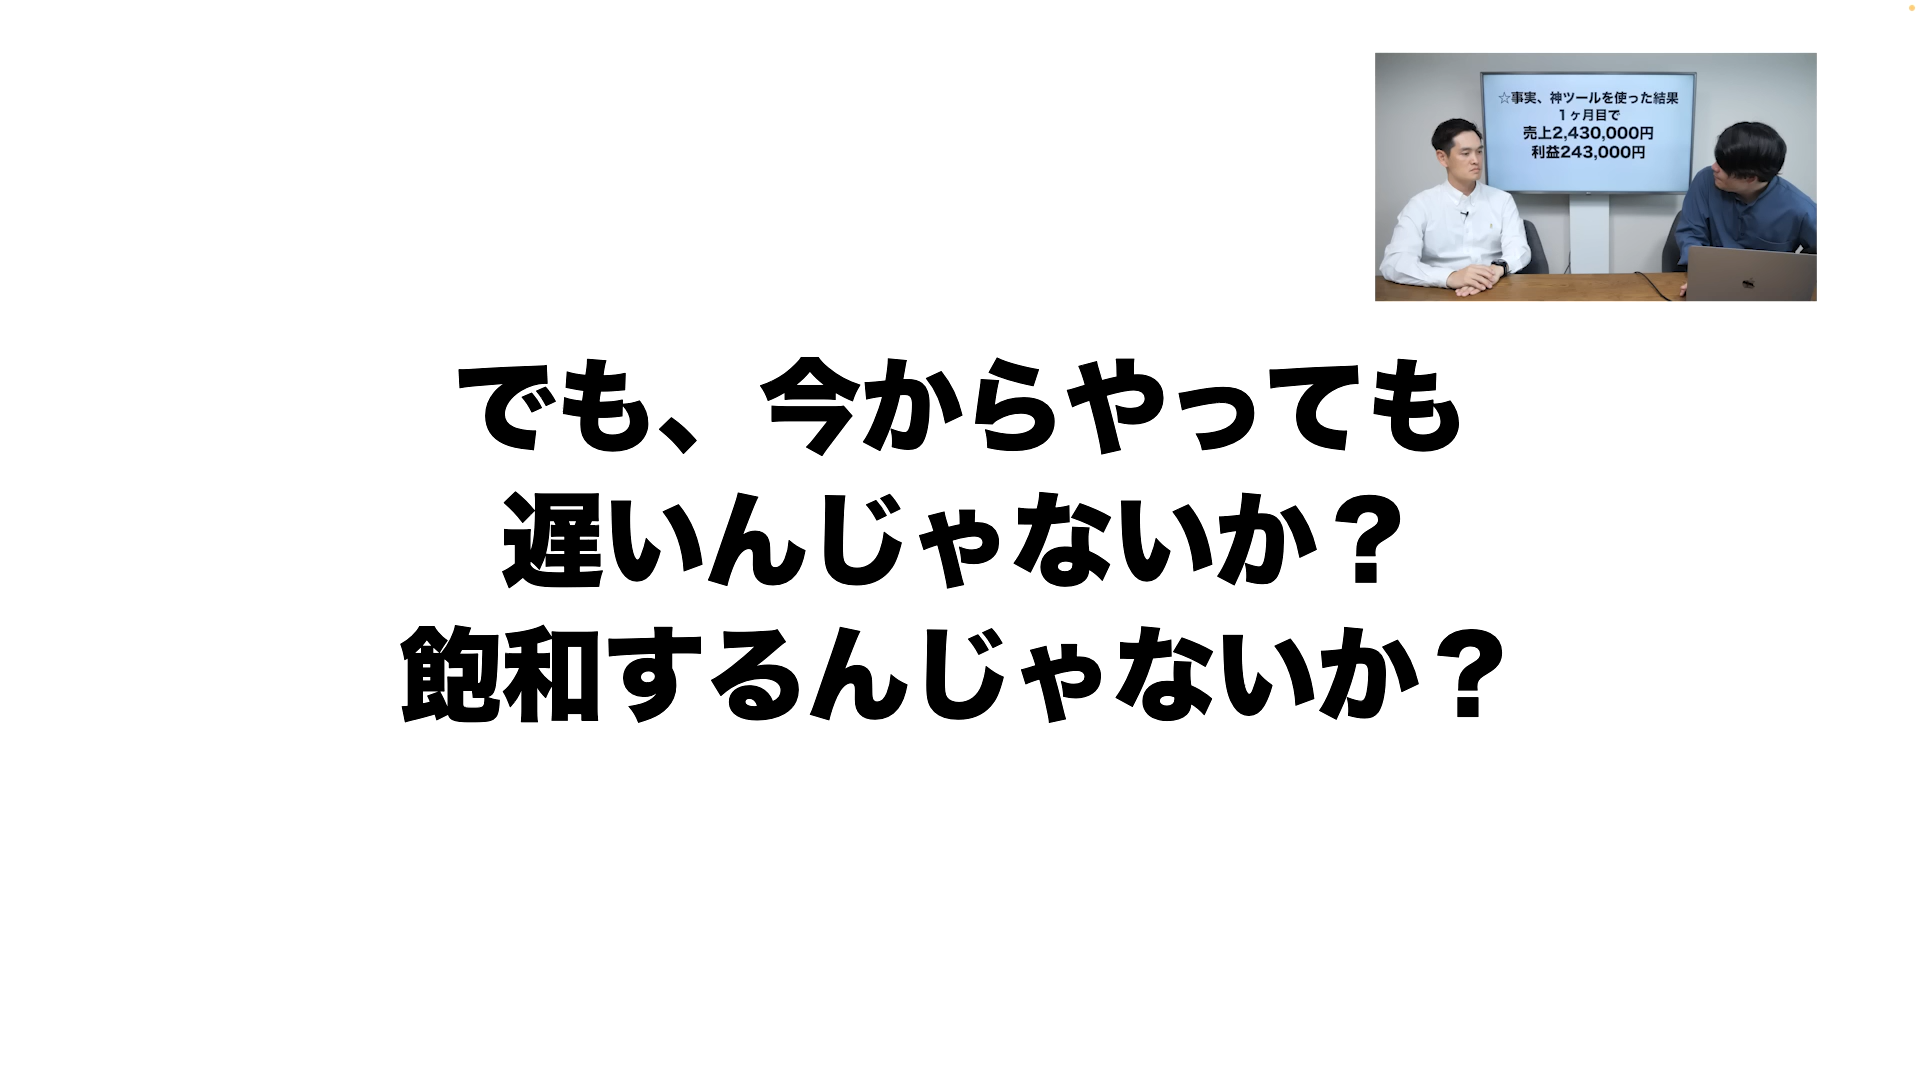 ☆事実、神ツールを使った結果
1ヶ月目で
売上2,430,000円
利益243,000円
でも、今からやっても
遅いんじゃないか？
飽和するんじゃないか？